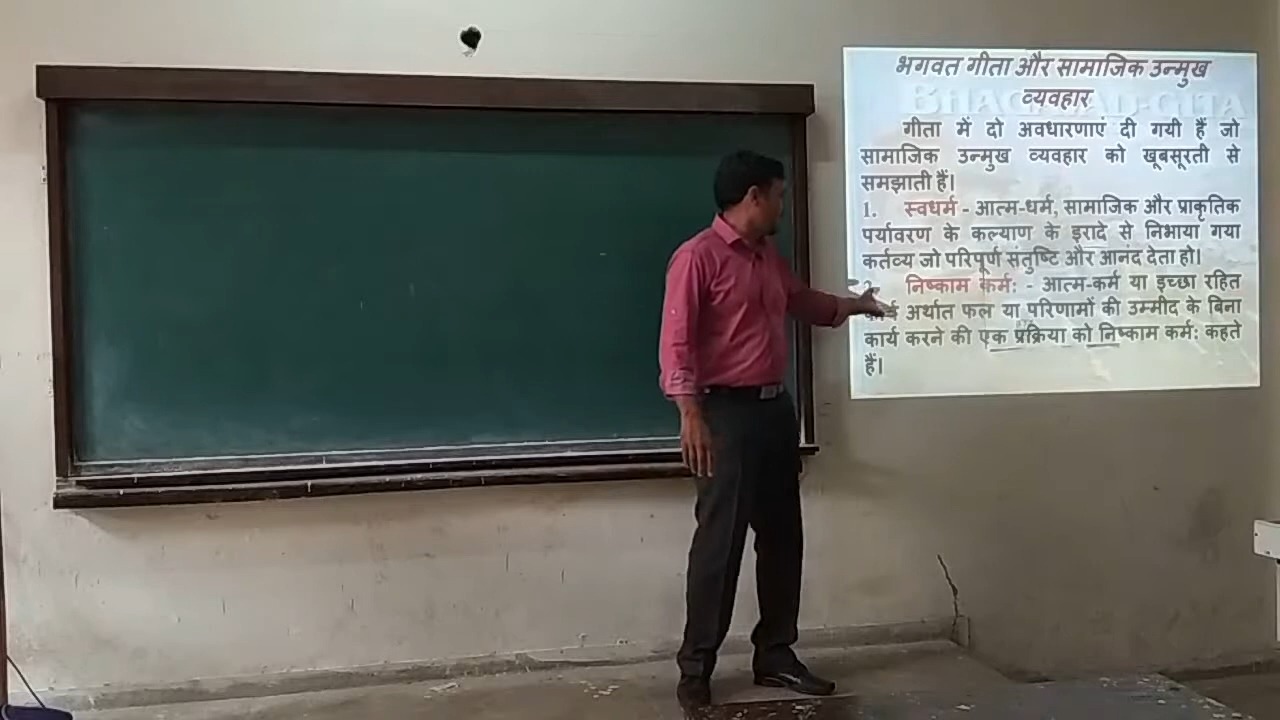 भगवत गीता और सामाजिक उन्मुख
व्यवहार
BHAGAVAD-GITA
गीता में दो अवधारणाएं दी गयी हैं जो
सामाजिक उन्मुख व्यवहार को खूबसूरती से
समझाती हैं।
1. स्वधर्म - आत्म-धर्म, सामाजिक और प्राकृतिक
पर्यावरण के कल्याण के इरादे से निभाया गया
कर्तव्य जो परिपूर्ण संतुष्टि और आनंद देता हो।
निष्काम कर्म: - आत्म-कर्म या इच्छा रहित
कार्य अर्थात फल या परिणामों की उम्मीद के बिना
कार्य करने की एक प्रक्रिया को निष्काम कर्म: कहते
हैं।